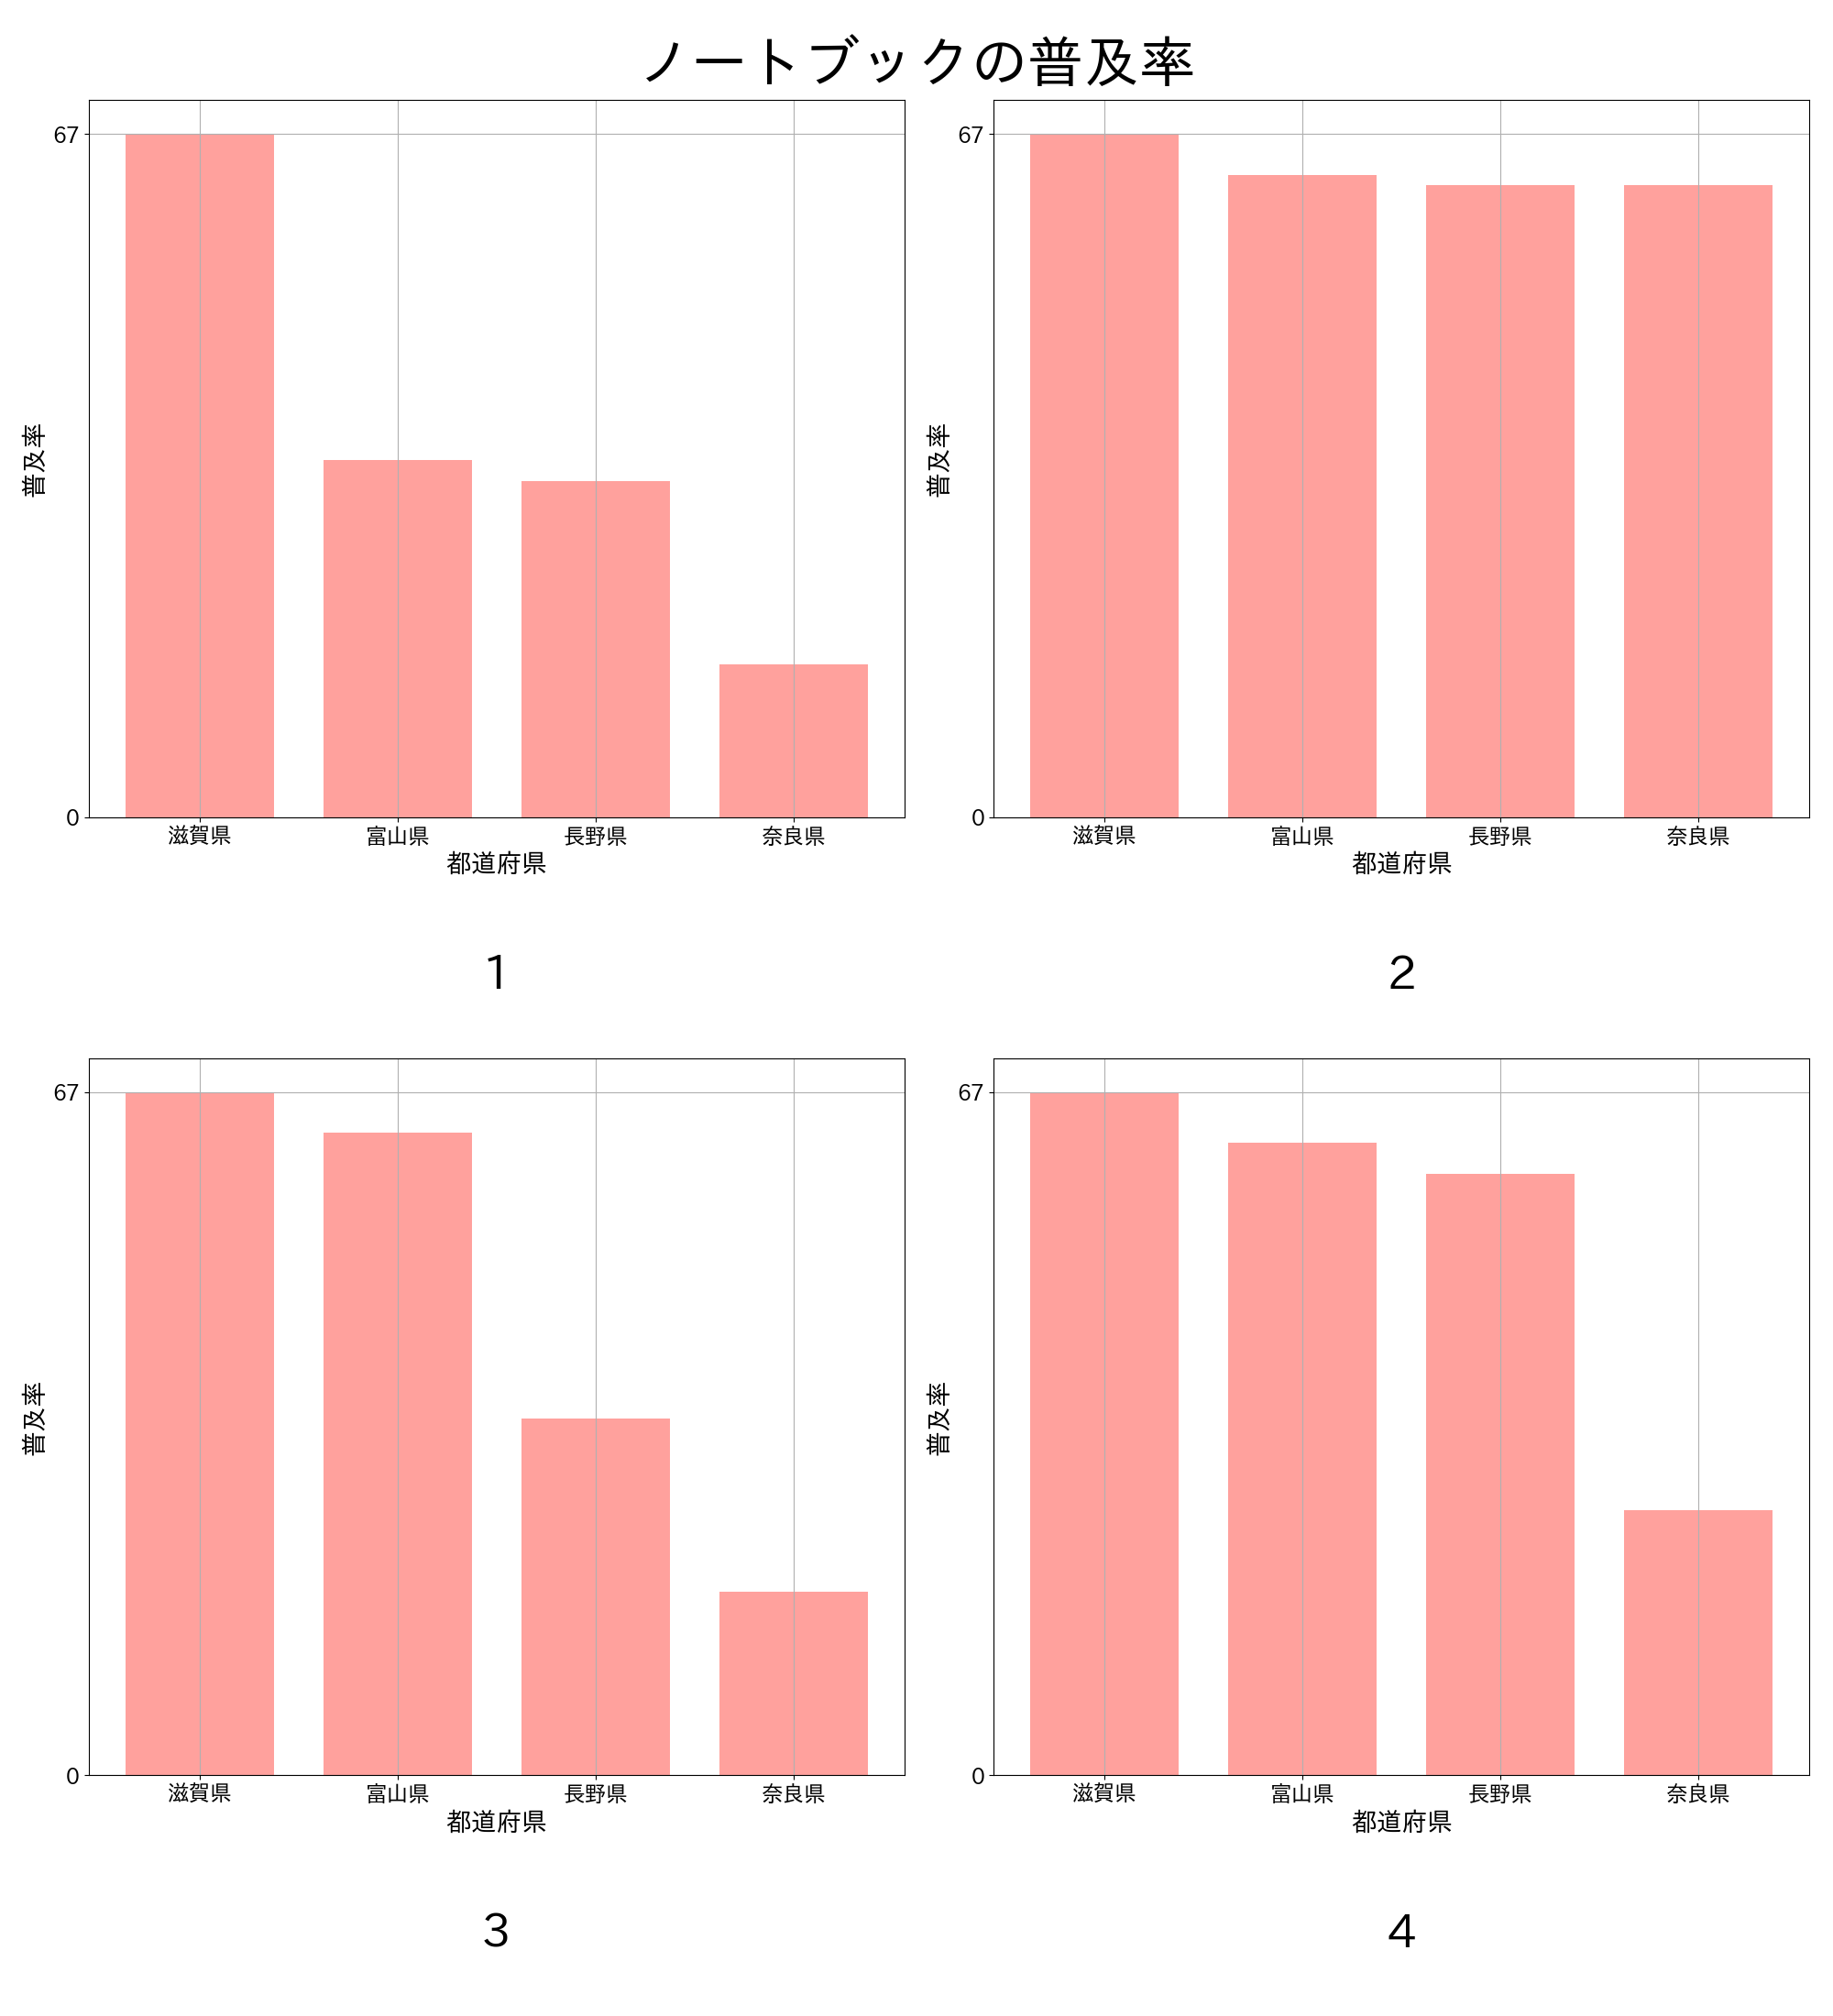 ノートブックの普及率
67
普及率
0
滋賀県 富山県 長野県 奈良県
都道府県
1
67
普及率
0
滋賀県 富山県 長野県 奈良県
都道府県
2
67
普及率
0
滋賀県 富山県 長野県 奈良県
都道府県
3
67
普及率
0
滋賀県 富山県 長野県 奈良県
都道府県
4